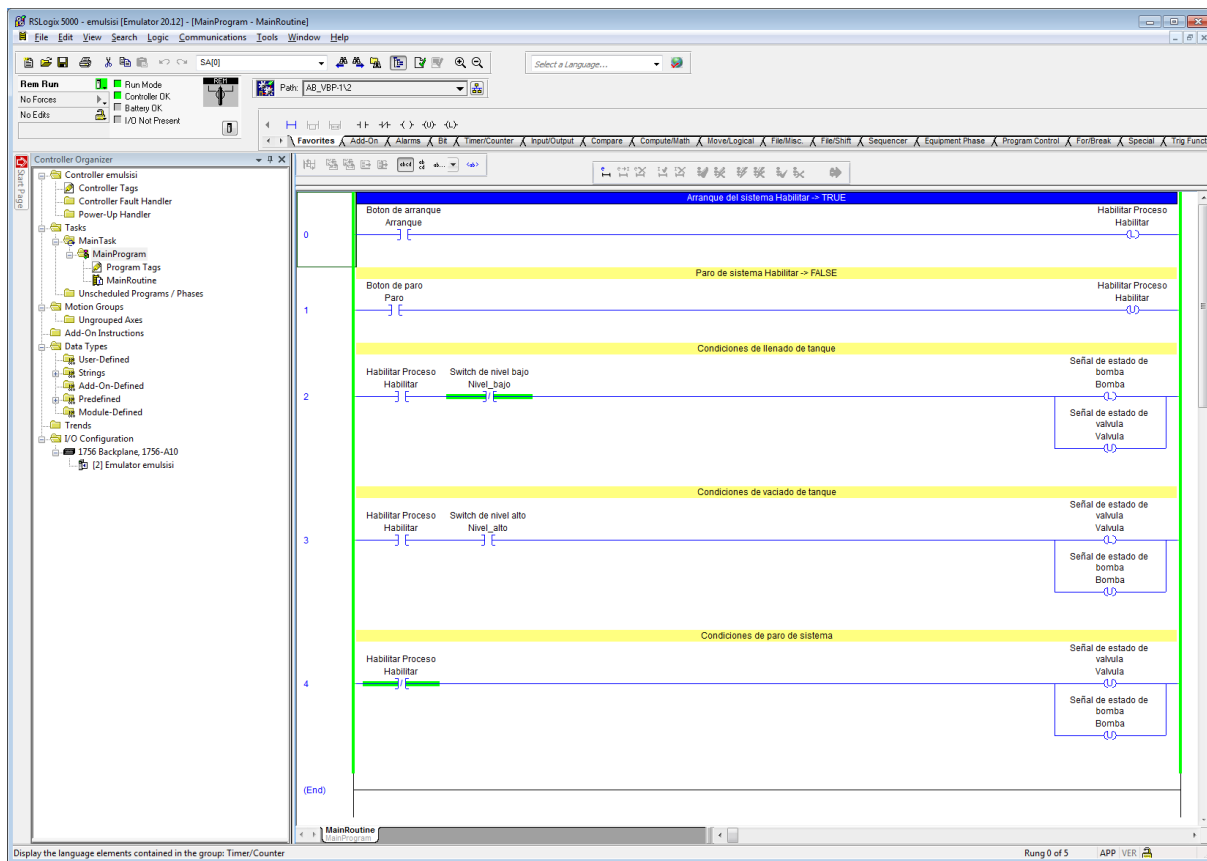 RSLogix 5000 - emulsisi [Emulator 20.12] - [MainProgram - MainRoutine]
File Edit View Search Logic Communications Tools Window Help
SA[0]
Select a Language...
Rem Run
Run Mode
REM
No Forces
Controller OK
Battery OK
No Edits
I/O Not Present
Path: AB_VBP-1\2
Favorites Add-On Alarms Bit Timer/Counter Input/Output Compare Compute/Math Move/Logical File/Misc. File/Shift Sequencer Equipment Phase Program Control For/Break Special Trig Funct
Start Page
Controller Organizer
Controller emulsisi
Controller Tags
Controller Fault Handler
Power-Up Handler
Tasks
MainTask
MainProgram
Program Tags
MainRoutine
Unscheduled Programs / Phases
Motion Groups
Ungrouped Axes
Add-On Instructions
Data Types
User-Defined
Strings
Add-On-Defined
Predefined
Module-Defined
Trends
I/O Configuration
1756 Backplane, 1756-A10
[2] Emulator emulsisi
Arranque del sistema Habilitar -> TRUE
Boton de arranque
Arranque
Habilitar Proceso
Habilitar
0
L
Paro de sistema Habilitar -> FALSE
Boton de paro
Paro
Habilitar Proceso
Habilitar
1
U
Condiciones de llenado de tanque
Habilitar Proceso
Habilitar
Switch de nivel bajo
Nivel_bajo
Señal de estado de
bomba
Bomba
2
L
Señal de estado de
valvula
Valvula
U
Condiciones de vaciado de tanque
Habilitar Proceso
Habilitar
Switch de nivel alto
Nivel_alto
Señal de estado de
valvula
Valvula
3
L
Señal de estado de
bomba
Bomba
U
Condiciones de paro de sistema
Habilitar Proceso
Habilitar
Señal de estado de
valvula
Valvula
4
U
Señal de estado de
bomba
Bomba
U
(End)
MainRoutine
MainProgram
Display the language elements contained in the group: Timer/Counter
Rung 0 of 5
APP VER